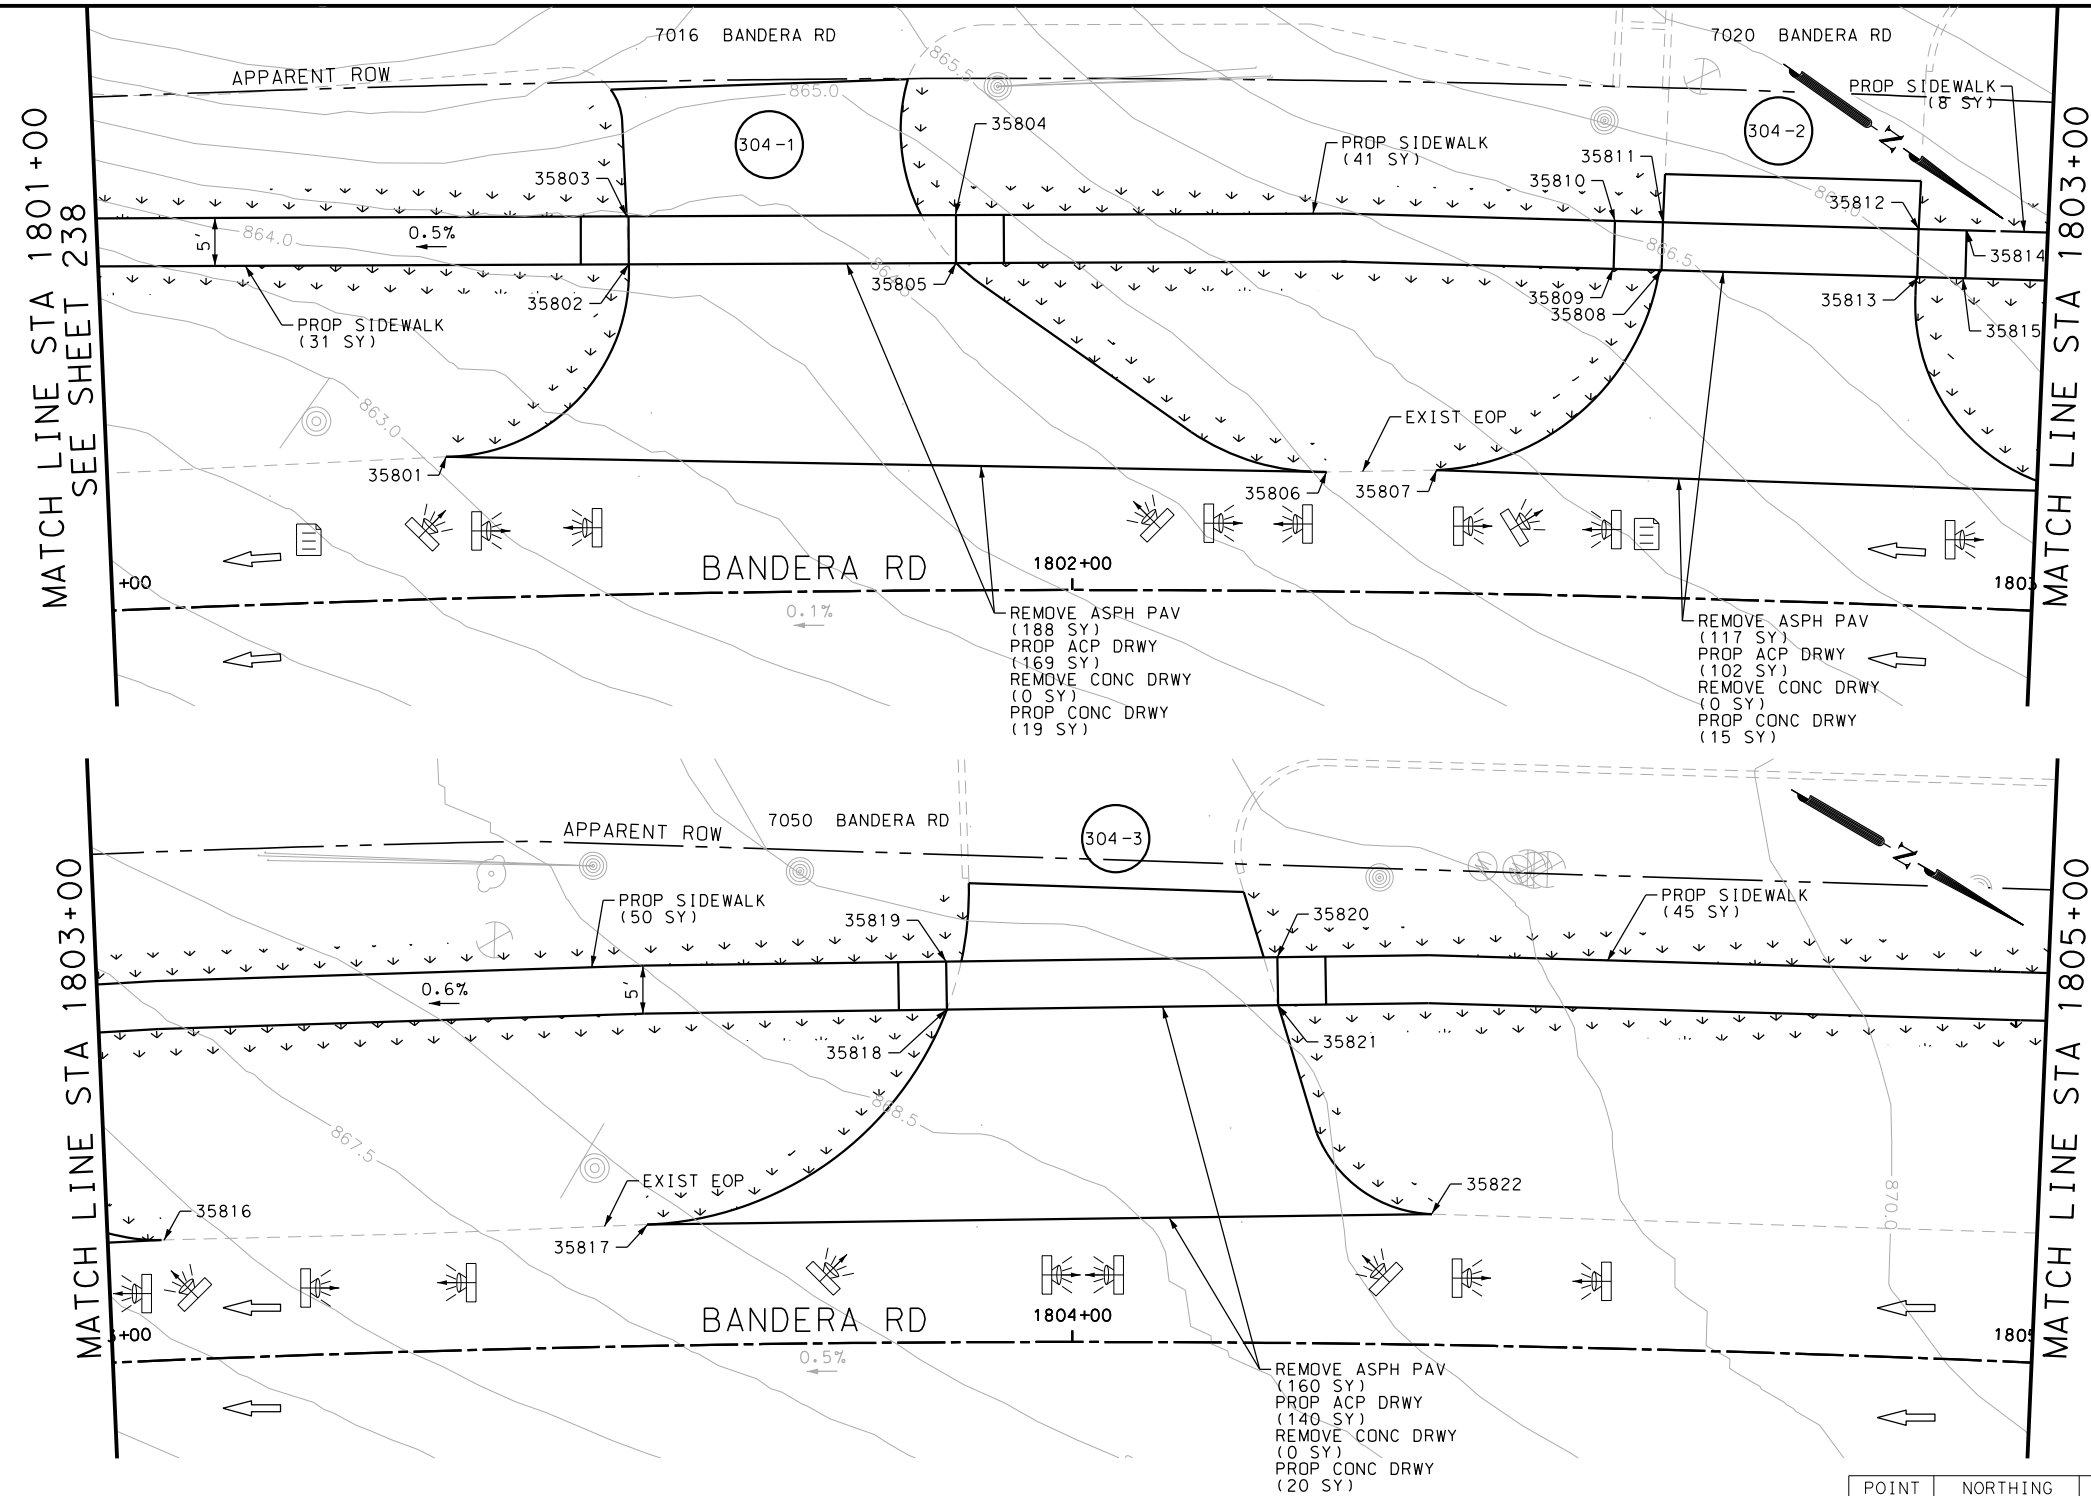 7016 BANDERA RD
7020 BANDERA RD
APPARENT ROW
865.5
865.0
PROP SIDEWALK
(8 SY)
304-1
304-2
N
35804
PROP SIDEWALK
(41 SY)
35811
35803
35810
35812
MATCH LINE STA 1801+00
SEE SHEET 238
5'
864.0
0.5%
866.5
35814
35802
35805
35809
35808
35813
35815
PROP SIDEWALK
(31 SY)
863.0
EXIST EOP
35801
35806
35807
MATCH LINE STA 1803+00
BANDERA RD
1802+00
+00
1803
0.1%
REMOVE ASPH PAV
(188 SY)
PROP ACP DRWY
(169 SY)
REMOVE CONC DRWY
(0 SY)
PROP CONC DRWY
(19 SY)
REMOVE ASPH PAV
(117 SY)
PROP ACP DRWY
(102 SY)
REMOVE CONC DRWY
(0 SY)
PROP CONC DRWY
(15 SY)
7050 BANDERA RD
APPARENT ROW
304-3
N
PROP SIDEWALK
(50 SY)
35819
35820
PROP SIDEWALK
(45 SY)
MATCH LINE STA 1803+00
0.6%
5'
35818
35821
868.5
867.5
EXIST EOP
35816
35817
35822
870.0
MATCH LINE STA 1805+00
BANDERA RD
1804+00
+00
180
0.5%
REMOVE ASPH PAV
(160 SY)
PROP ACP DRWY
(140 SY)
REMOVE CONC DRWY
(0 SY)
PROP CONC DRWY
(20 SY)
POINT NORTHING